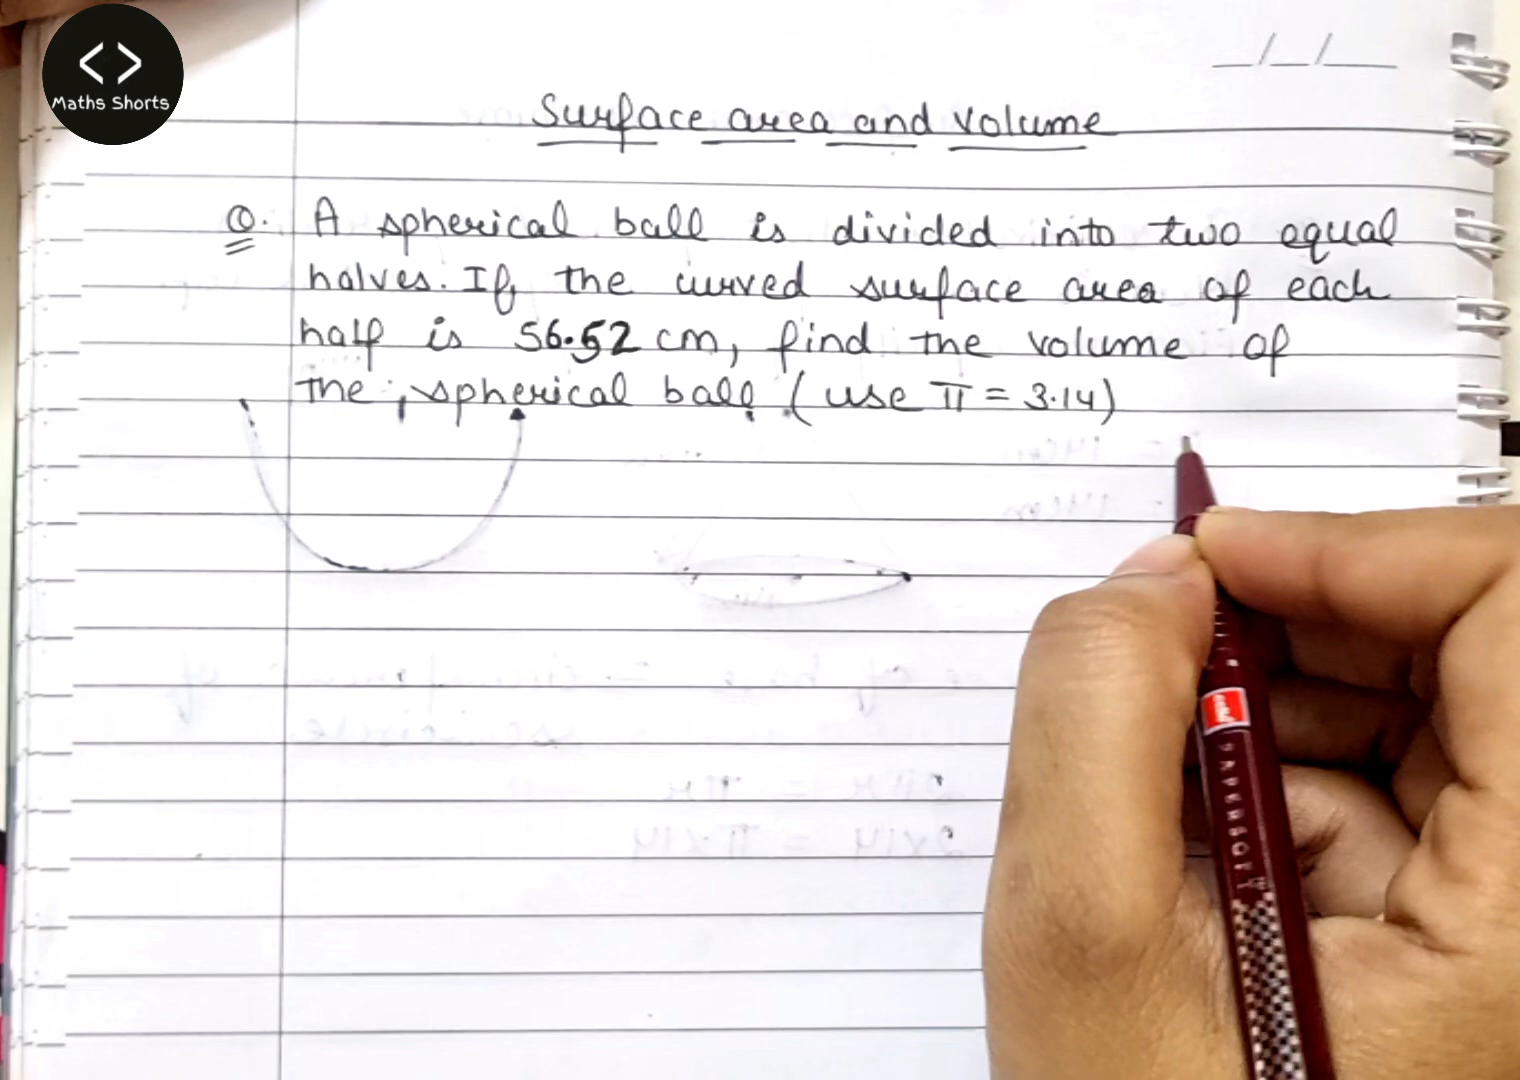 <> 
Maths Shorts
_/_/_
Surface area and volume
Q. A spherical ball is divided into two equal
halves. If the curved surface area of each
half is 56.52 cm, find the volume of
the spherical ball (use π = 3.14)